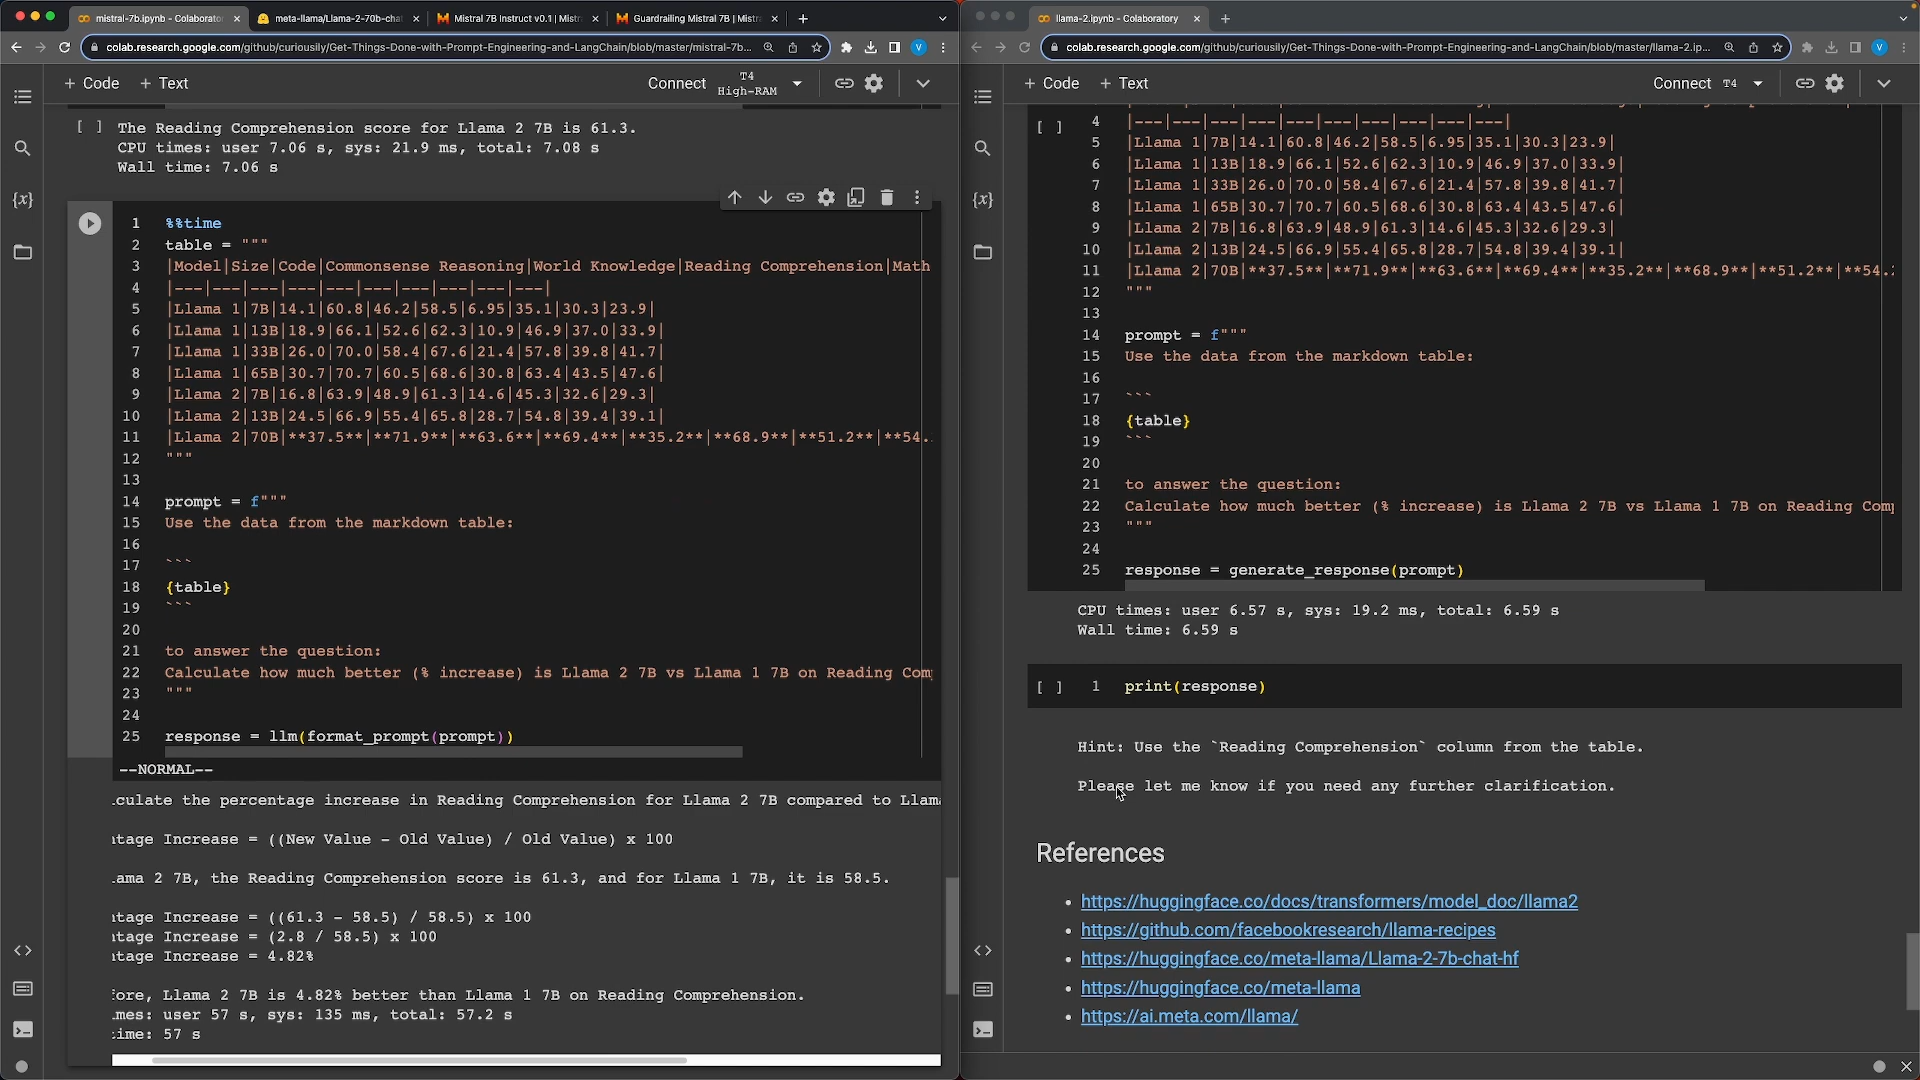 mistral-7b.ipynb - Colaborator
meta-llama/Llama-2-70b-chat
Mistral 7B Instruct v0.1 | Mistr
Guardrailing Mistral 7B | Mistr
colab.research.google.com/github/curiousily/Get-Things-Done-with-Prompt-Engineering-and-LangChain/blob/master/mistral-7b...
+ Code + Text
Connect T4 High-RAM
[ ] The Reading Comprehension score for Llama 2 7B is 61.3.
CPU times: user 7.06 s, sys: 21.9 ms, total: 7.08 s
Wall time: 7.06 s
1 %%time
2 table = """
3 |Model|Size|Code|Commonsense Reasoning|World Knowledge|Reading Comprehension|Math
4 |---|---|---|---|---|---|---|---|---|---|
5 |Llama 1|7B|14.1|60.8|46.2|58.5|6.95|35.1|30.3|23.9|
6 |Llama 1|13B|18.9|66.1|52.6|62.3|10.9|46.9|37.0|33.9|
7 |Llama 1|33B|26.0|70.0|58.4|67.6|21.4|57.8|39.8|41.7|
8 |Llama 1|65B|30.7|70.7|60.5|68.6|30.8|63.4|43.5|47.6|
9 |Llama 2|7B|16.8|63.9|48.9|61.3|14.6|45.3|32.6|29.3|
10 |Llama 2|13B|24.5|66.9|55.4|65.8|28.7|54.8|39.4|39.1|
11 |Llama 2|70B|**37.5**|**71.9**|**63.6**|**69.4**|**35.2**|**68.9**|**51.2**|**54.
12 """
13
14 prompt = f"""
15 Use the data from the markdown table:
16
17 ```
18 {table}
19 ```
20
21 to answer the question:
22 Calculate how much better (% increase) is Llama 2 7B vs Llama 1 7B on Reading Com
23 """
24
25 response = llm(format_prompt(prompt))
--NORMAL--
culate the percentage increase in Reading Comprehension for Llama 2 7B compared to Llam
ntage Increase = ((New Value - Old Value) / Old Value) x 100
ama 2 7B, the Reading Comprehension score is 61.3, and for Llama 1 7B, it is 58.5.
ntage Increase = ((61.3 - 58.5) / 58.5) x 100
ntage Increase = (2.8 / 58.5) x 100
ntage Increase = 4.82%
fore, Llama 2 7B is 4.82% better than Llama 1 7B on Reading Comprehension.
mes: user 57 s, sys: 135 ms, total: 57.2 s
time: 57 s
llama-2.ipynb - Colaboratory
colab.research.google.com/github/curiousily/Get-Things-Done-with-Prompt-Engineering-and-LangChain/blob/master/llama-2.ip...
+ Code + Text
Connect T4
[ ] 4 |---|---|---|---|---|---|---|---|---|---|
5 |Llama 1|7B|14.1|60.8|46.2|58.5|6.95|35.1|30.3|23.9|
6 |Llama 1|13B|18.9|66.1|52.6|62.3|10.9|46.9|37.0|33.9|
7 |Llama 1|33B|26.0|70.0|58.4|67.6|21.4|57.8|39.8|41.7|
8 |Llama 1|65B|30.7|70.7|60.5|68.6|30.8|63.4|43.5|47.6|
9 |Llama 2|7B|16.8|63.9|48.9|61.3|14.6|45.3|32.6|29.3|
10 |Llama 2|13B|24.5|66.9|55.4|65.8|28.7|54.8|39.4|39.1|
11 |Llama 2|70B|**37.5**|**71.9**|**63.6**|**69.4**|**35.2**|**68.9**|**51.2**|**54.
12 """
13
14 prompt = f"""
15 Use the data from the markdown table:
16
17 ```
18 {table}
19 ```
20
21 to answer the question:
22 Calculate how much better (% increase) is Llama 2 7B vs Llama 1 7B on Reading Com
23 """
24
25 response = generate_response(prompt)
CPU times: user 6.57 s, sys: 19.2 ms, total: 6.59 s
Wall time: 6.59 s
[ ] 1 print(response)
Hint: Use the `Reading Comprehension` column from the table.
Please let me know if you need any further clarification.
References
• https://huggingface.co/docs/transformers/model_doc/llama2
• https://github.com/facebookresearch/llama-recipes
• https://huggingface.co/meta-llama/Llama-2-7b-chat-hf
• https://huggingface.co/meta-llama
• https://ai.meta.com/llama/